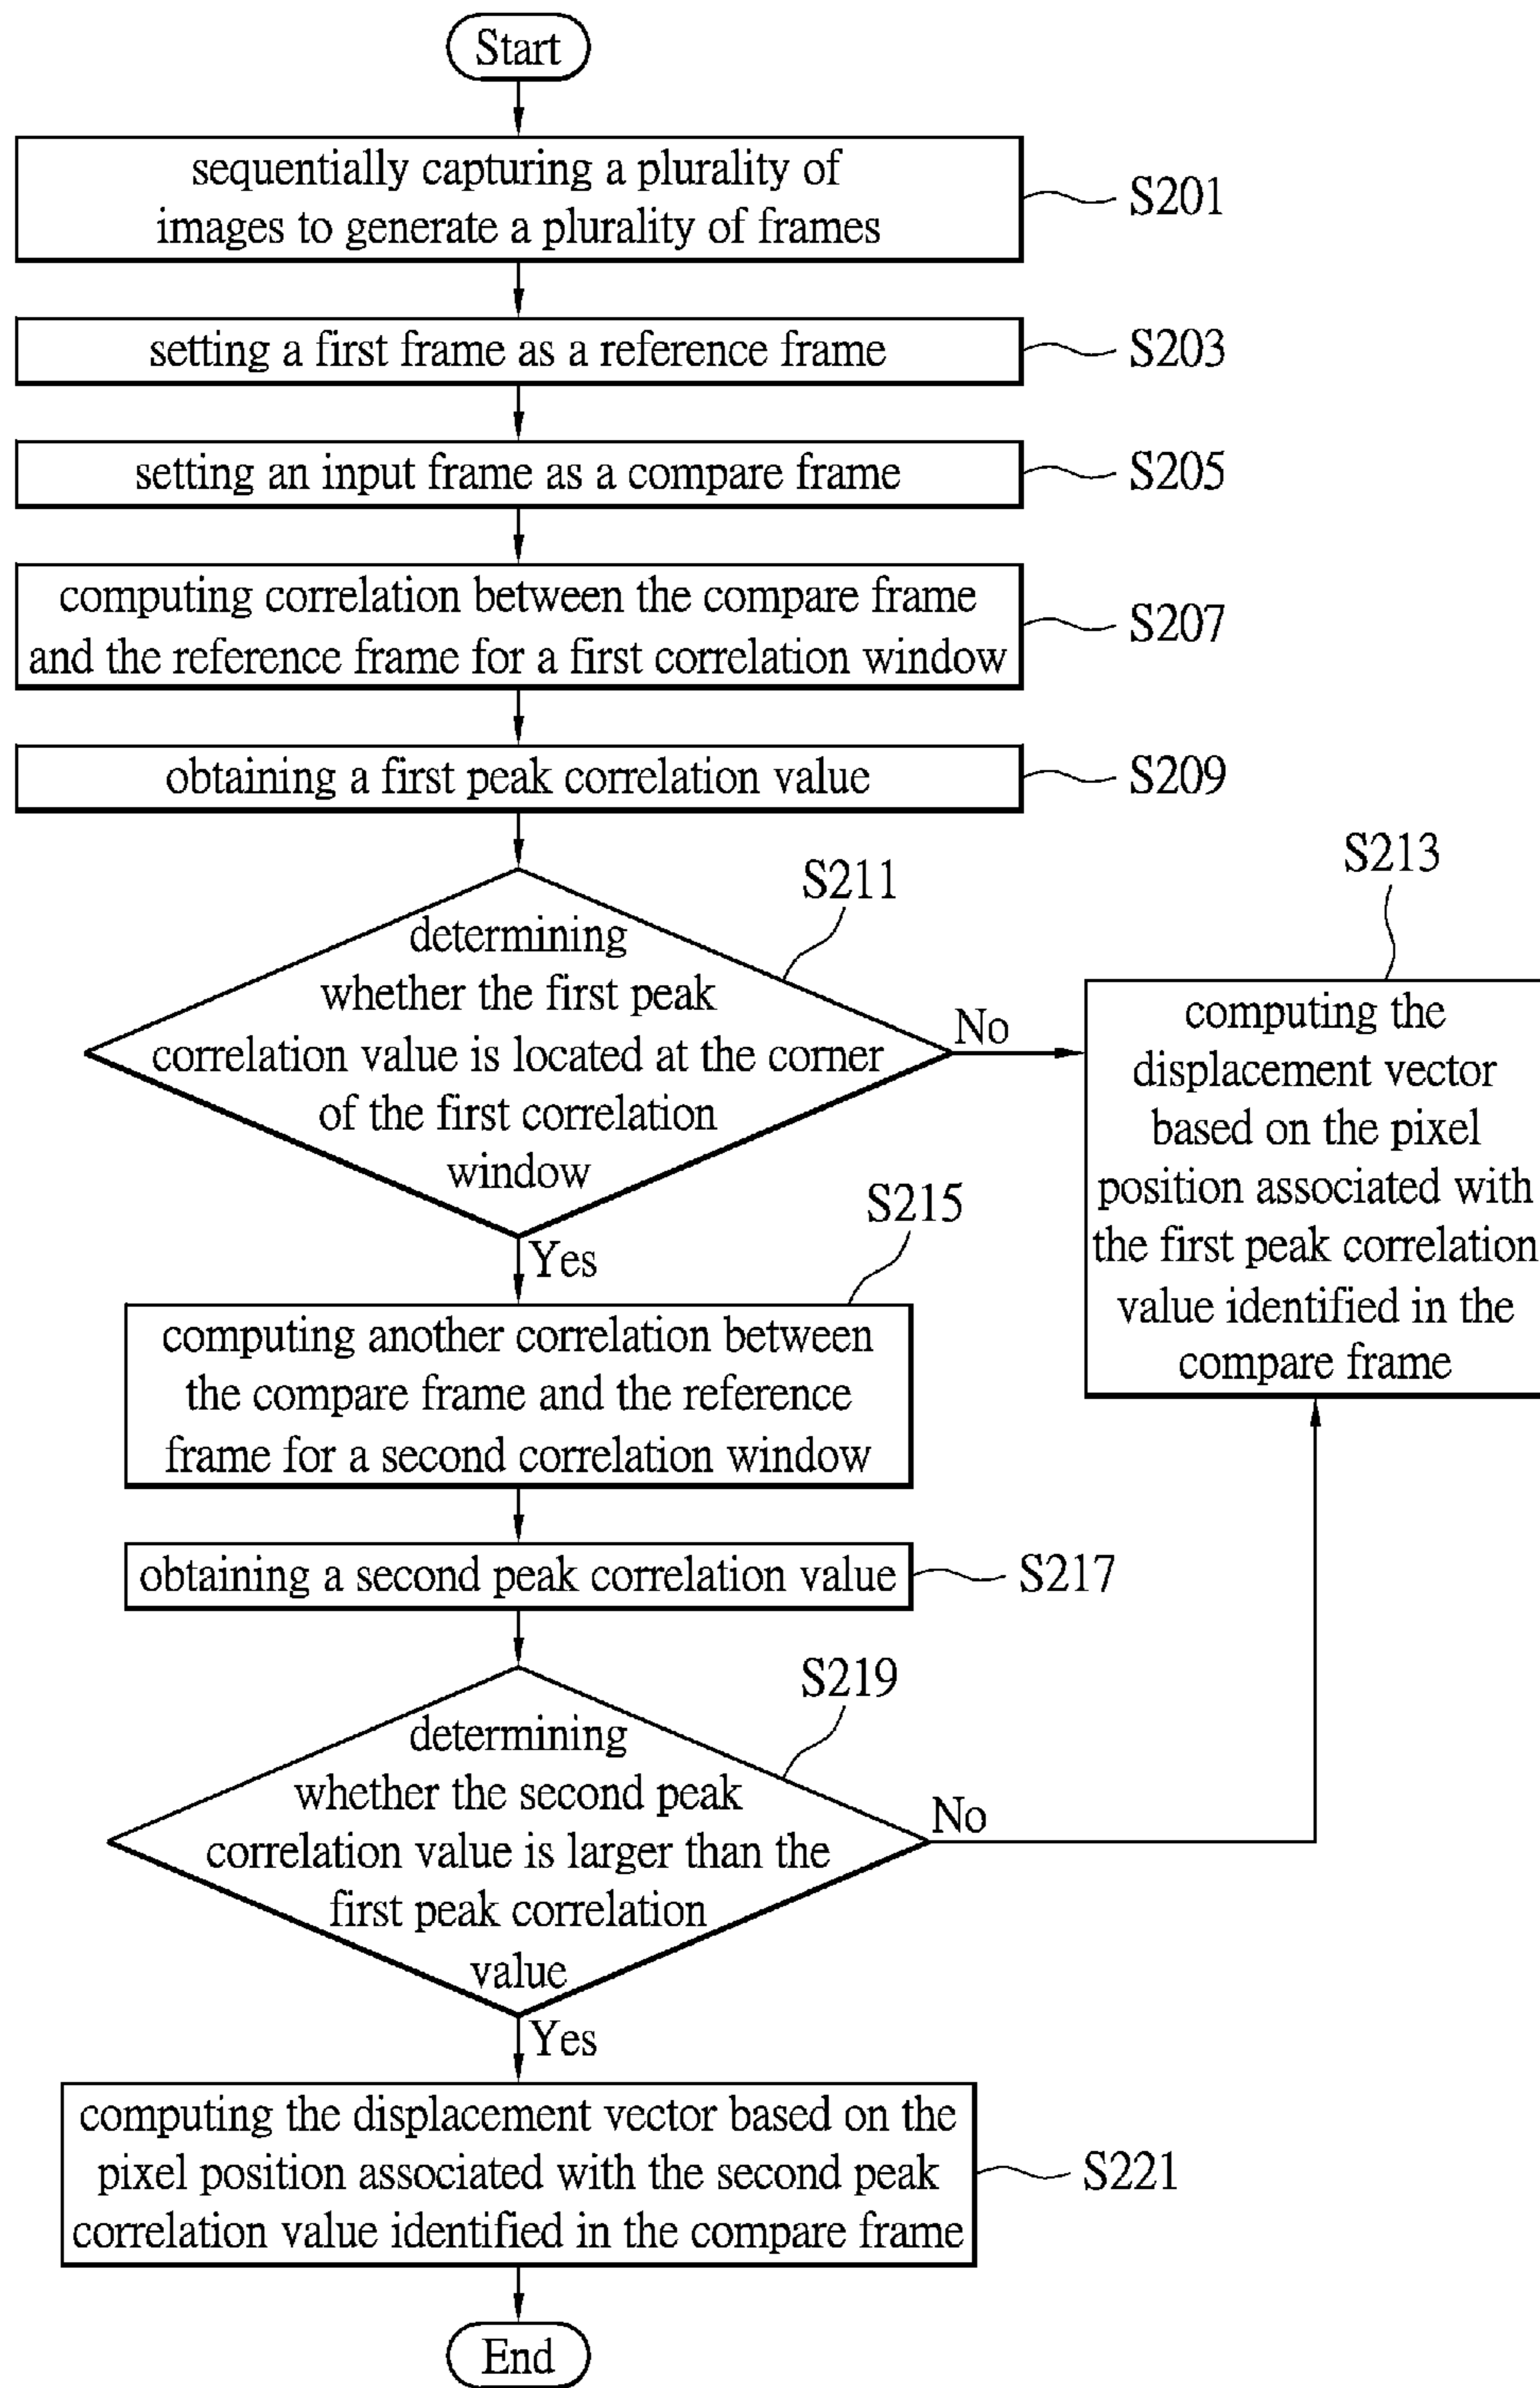 Start
sequentially capturing a plurality of
images to generate a plurality of frames
S201
setting a first frame as a reference frame
S203
setting an input frame as a compare frame
S205
computing correlation between the compare frame
and the reference frame for a first correlation window
S207
obtaining a first peak correlation value
S209
S211
determining
whether the first peak
correlation value is located at the corner
of the first correlation
window
No
Yes
S213
computing the
displacement vector
based on the pixel
position associated with
the first peak correlation
value identified in the
compare frame
S215
computing another correlation between
the compare frame and the reference
frame for a second correlation window
obtaining a second peak correlation value
S217
S219
determining
whether the second peak
correlation value is larger than the
first peak correlation
value
No
Yes
computing the displacement vector based on the
pixel position associated with the second peak
correlation value identified in the compare frame
S221
End